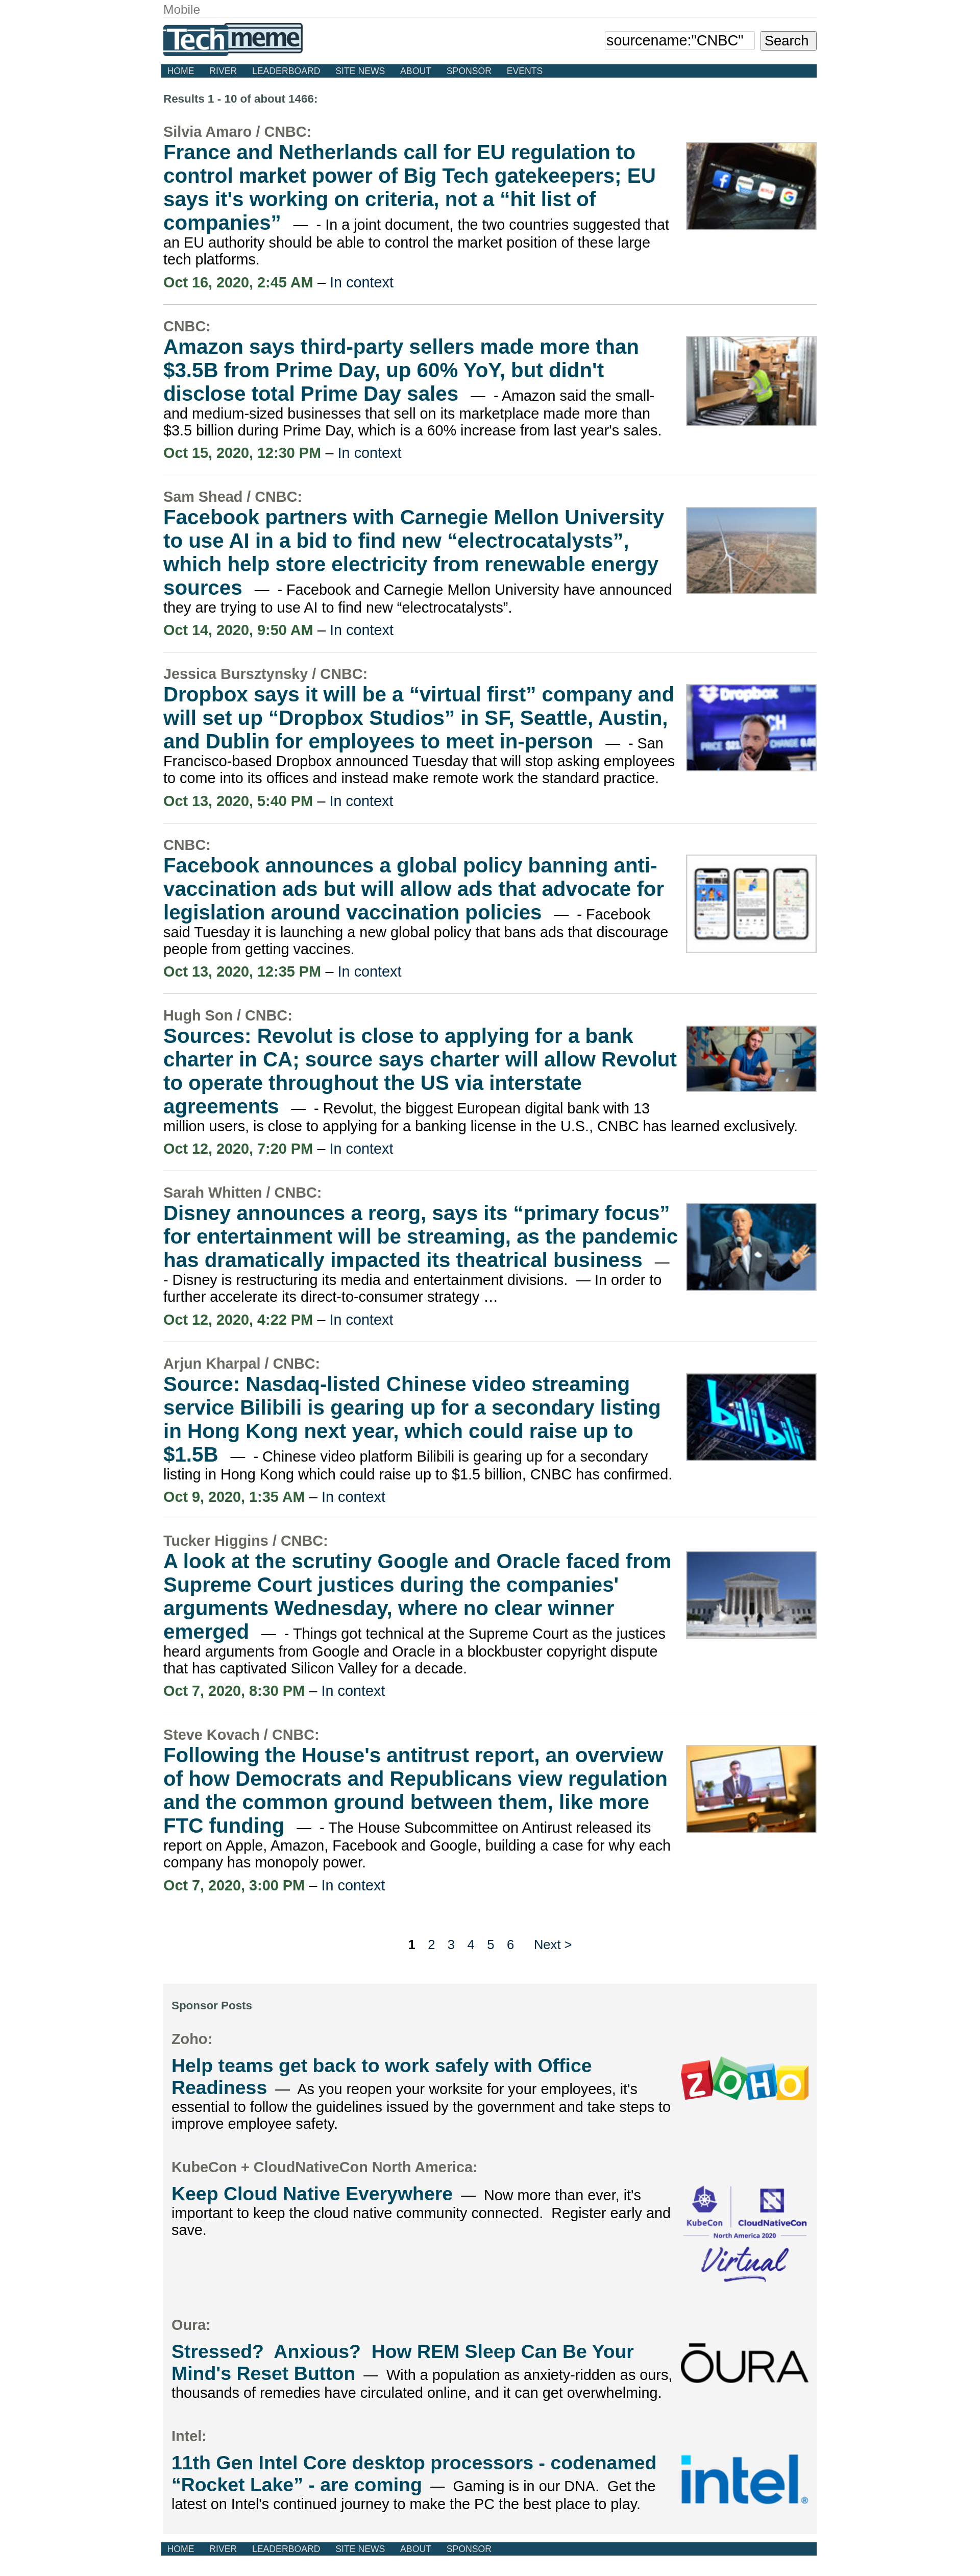 Mobile
Techmeme
sourcename:"CNBC" Search
HOME RIVER LEADERBOARD SITE NEWS ABOUT SPONSOR EVENTS
Results 1 - 10 of about 1466:
Silvia Amaro / CNBC:
France and Netherlands call for EU regulation to
control market power of Big Tech gatekeepers; EU
says it's working on criteria, not a “hit list of
companies” — - In a joint document, the two countries suggested that
an EU authority should be able to control the market position of these large
tech platforms.
Oct 16, 2020, 2:45 AM – In context
CNBC:
Amazon says third-party sellers made more than
$3.5B from Prime Day, up 60% YoY, but didn't
disclose total Prime Day sales — - Amazon said the small-
and medium-sized businesses that sell on its marketplace made more than
$3.5 billion during Prime Day, which is a 60% increase from last year's sales.
Oct 15, 2020, 12:30 PM – In context
Sam Shead / CNBC:
Facebook partners with Carnegie Mellon University
to use AI in a bid to find new “electrocatalysts”,
which help store electricity from renewable energy
sources — - Facebook and Carnegie Mellon University have announced
they are trying to use AI to find new “electrocatalysts”.
Oct 14, 2020, 9:50 AM – In context
Jessica Bursztynsky / CNBC:
Dropbox says it will be a “virtual first” company and
will set up “Dropbox Studios” in SF, Seattle, Austin,
and Dublin for employees to meet in-person — - San
Francisco-based Dropbox announced Tuesday that will stop asking employees
to come into its offices and instead make remote work the standard practice.
Oct 13, 2020, 5:40 PM – In context
Dropbox
CNBC:
Facebook announces a global policy banning anti-
vaccination ads but will allow ads that advocate for
legislation around vaccination policies — - Facebook
said Tuesday it is launching a new global policy that bans ads that discourage
people from getting vaccines.
Oct 13, 2020, 12:35 PM – In context
Hugh Son / CNBC:
Sources: Revolut is close to applying for a bank
charter in CA; source says charter will allow Revolut
to operate throughout the US via interstate
agreements — - Revolut, the biggest European digital bank with 13
million users, is close to applying for a banking license in the U.S., CNBC has learned exclusively.
Oct 12, 2020, 7:20 PM – In context
Sarah Whitten / CNBC:
Disney announces a reorg, says its “primary focus”
for entertainment will be streaming, as the pandemic
has dramatically impacted its theatrical business —
- Disney is restructuring its media and entertainment divisions. — In order to
further accelerate its direct-to-consumer strategy …
Oct 12, 2020, 4:22 PM – In context
Arjun Kharpal / CNBC:
Source: Nasdaq-listed Chinese video streaming
service Bilibili is gearing up for a secondary listing
in Hong Kong next year, which could raise up to
$1.5B — - Chinese video platform Bilibili is gearing up for a secondary
listing in Hong Kong which could raise up to $1.5 billion, CNBC has confirmed.
Oct 9, 2020, 1:35 AM – In context
bilibili
Tucker Higgins / CNBC:
A look at the scrutiny Google and Oracle faced from
Supreme Court justices during the companies'
arguments Wednesday, where no clear winner
emerged — - Things got technical at the Supreme Court as the justices
heard arguments from Google and Oracle in a blockbuster copyright dispute
that has captivated Silicon Valley for a decade.
Oct 7, 2020, 8:30 PM – In context
Steve Kovach / CNBC:
Following the House's antitrust report, an overview
of how Democrats and Republicans view regulation
and the common ground between them, like more
FTC funding — - The House Subcommittee on Antirust released its
report on Apple, Amazon, Facebook and Google, building a case for why each
company has monopoly power.
Oct 7, 2020, 3:00 PM – In context
1 2 3 4 5 6 Next >
Sponsor Posts
Zoho:
Help teams get back to work safely with Office
Readiness — As you reopen your worksite for your employees, it's
essential to follow the guidelines issued by the government and take steps to
improve employee safety.
ZOHO
KubeCon + CloudNativeCon North America:
Keep Cloud Native Everywhere — Now more than ever, it's
important to keep the cloud native community connected. Register early and
save.
KubeCon CloudNativeCon
North America 2020
Virtual
Oura:
Stressed? Anxious? How REM Sleep Can Be Your
Mind's Reset Button — With a population as anxiety-ridden as ours,
thousands of remedies have circulated online, and it can get overwhelming.
ŌURA
Intel:
11th Gen Intel Core desktop processors - codenamed
“Rocket Lake” - are coming — Gaming is in our DNA. Get the
latest on Intel's continued journey to make the PC the best place to play.
intel®
HOME RIVER LEADERBOARD SITE NEWS ABOUT SPONSOR